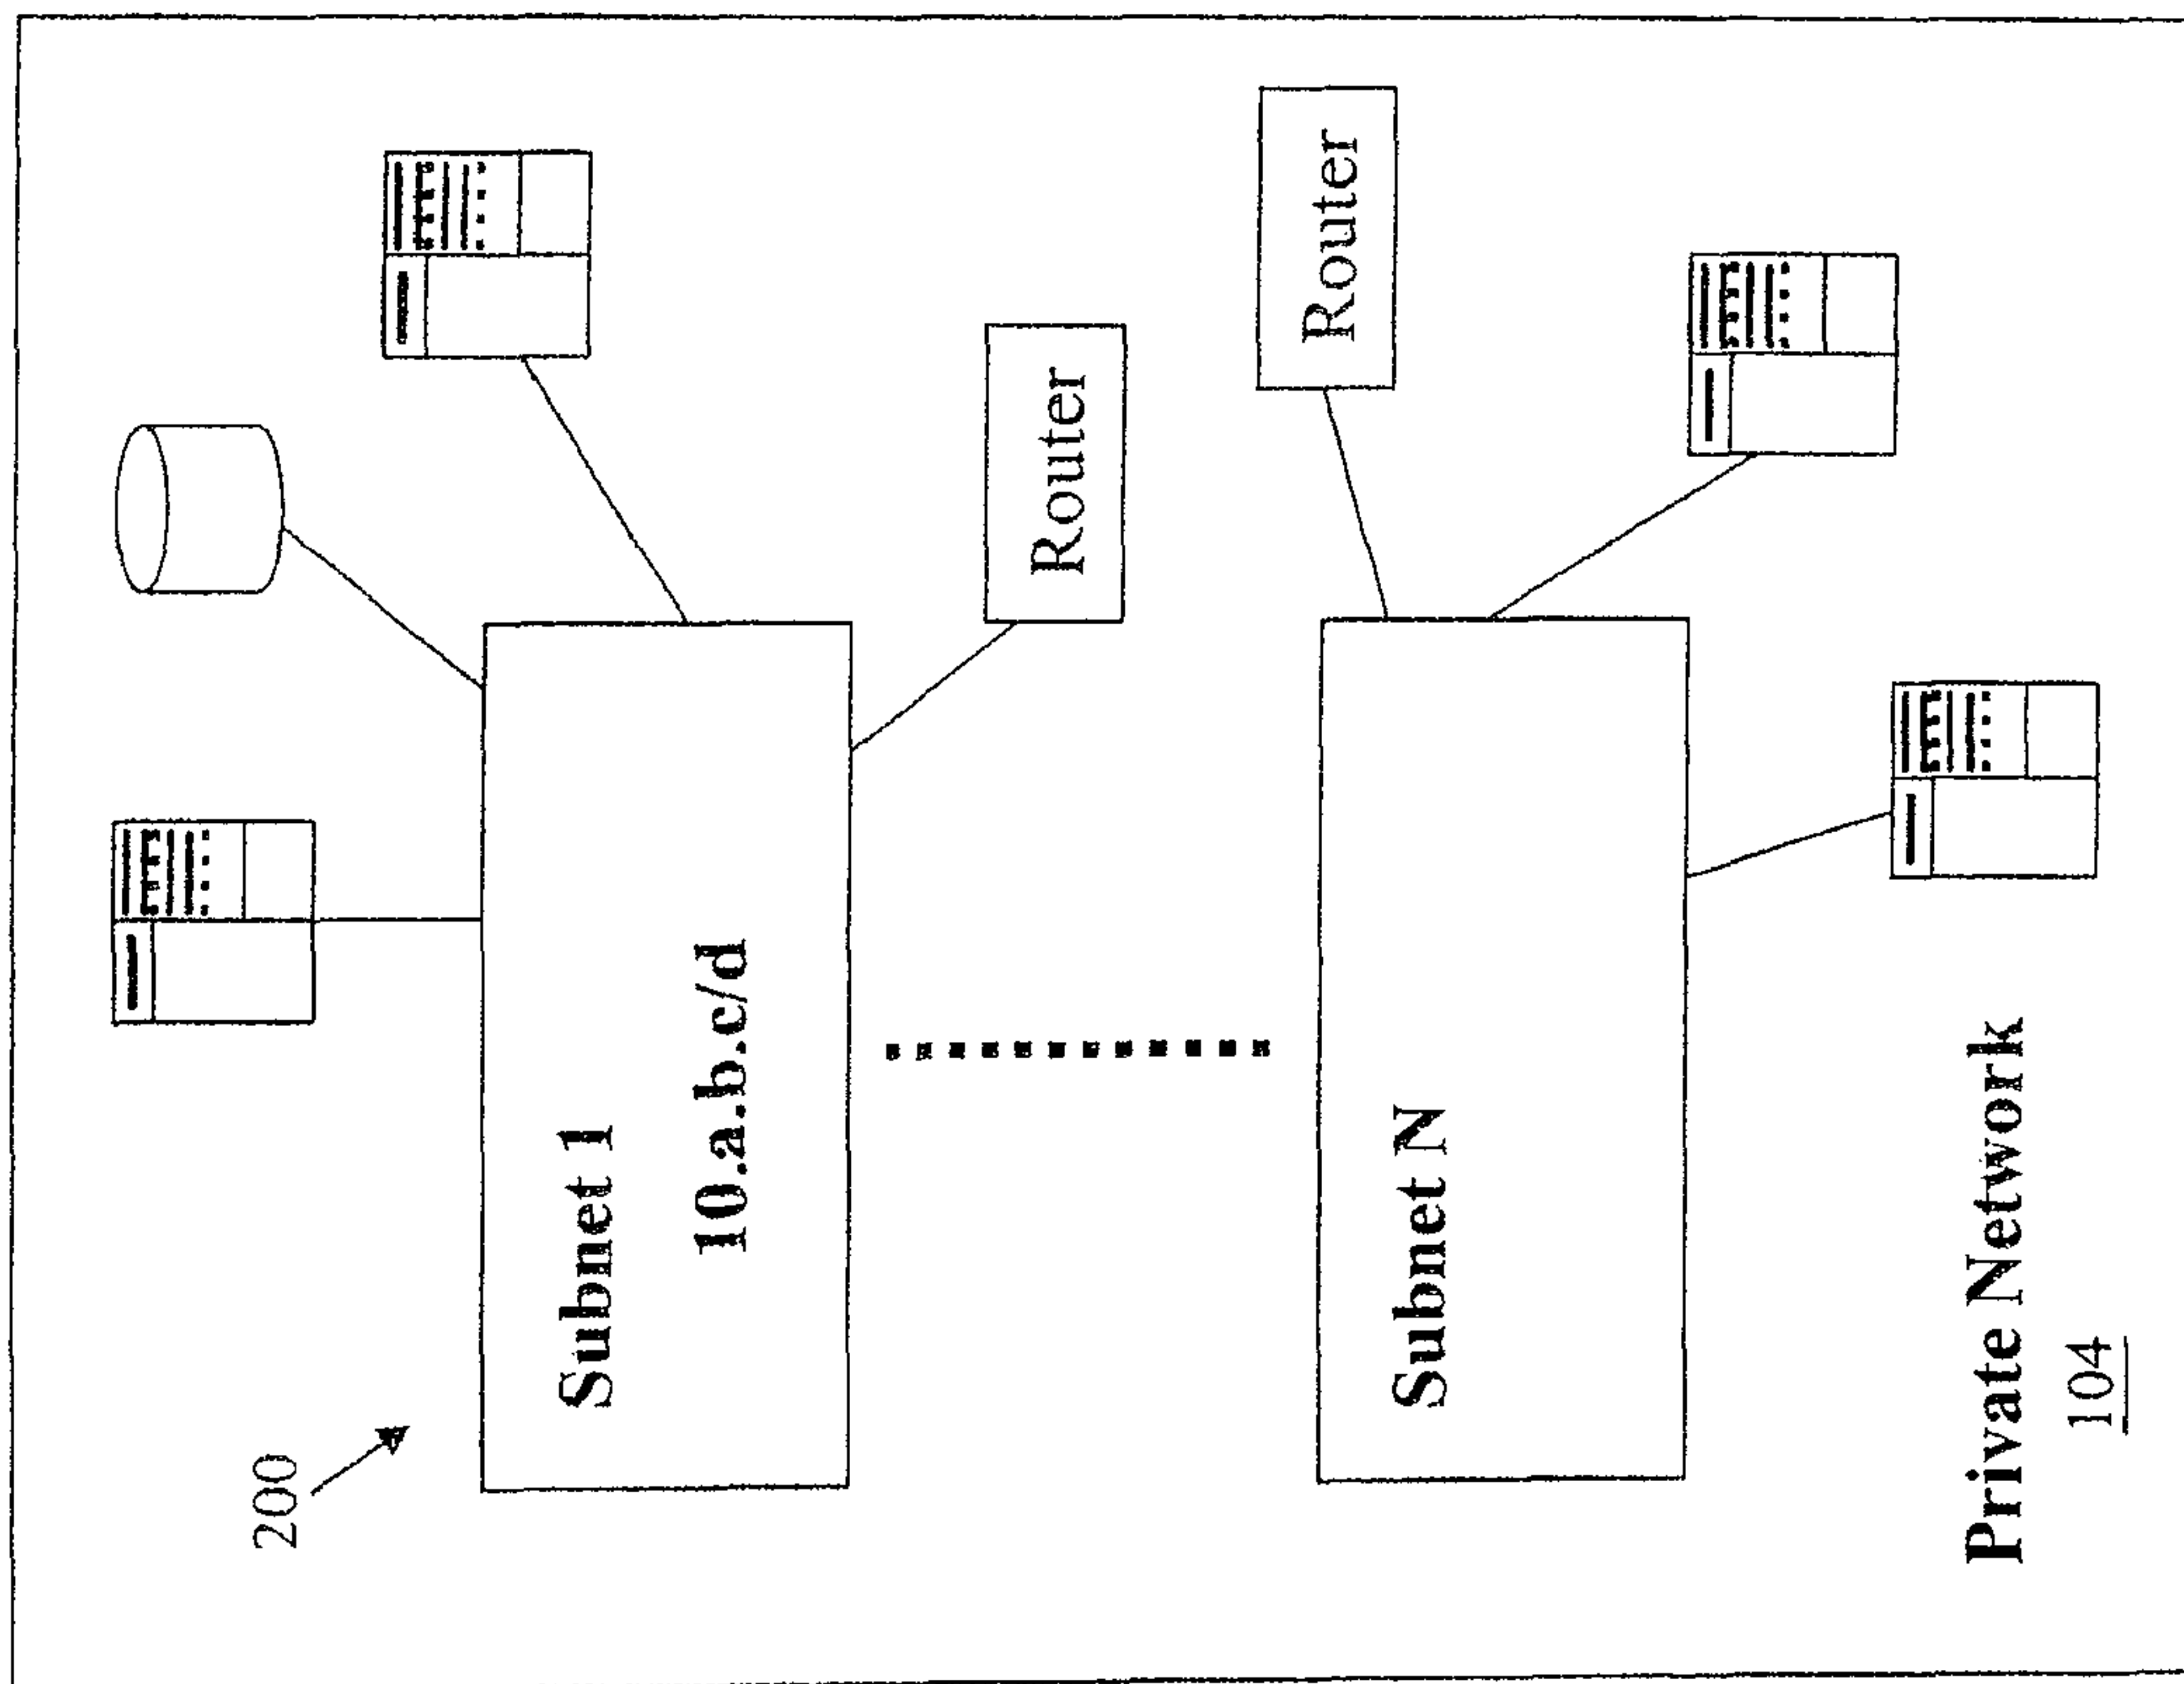 200
Subnet 1
10.a.b.c/d
Router
Router
Subnet N
Private Network
104